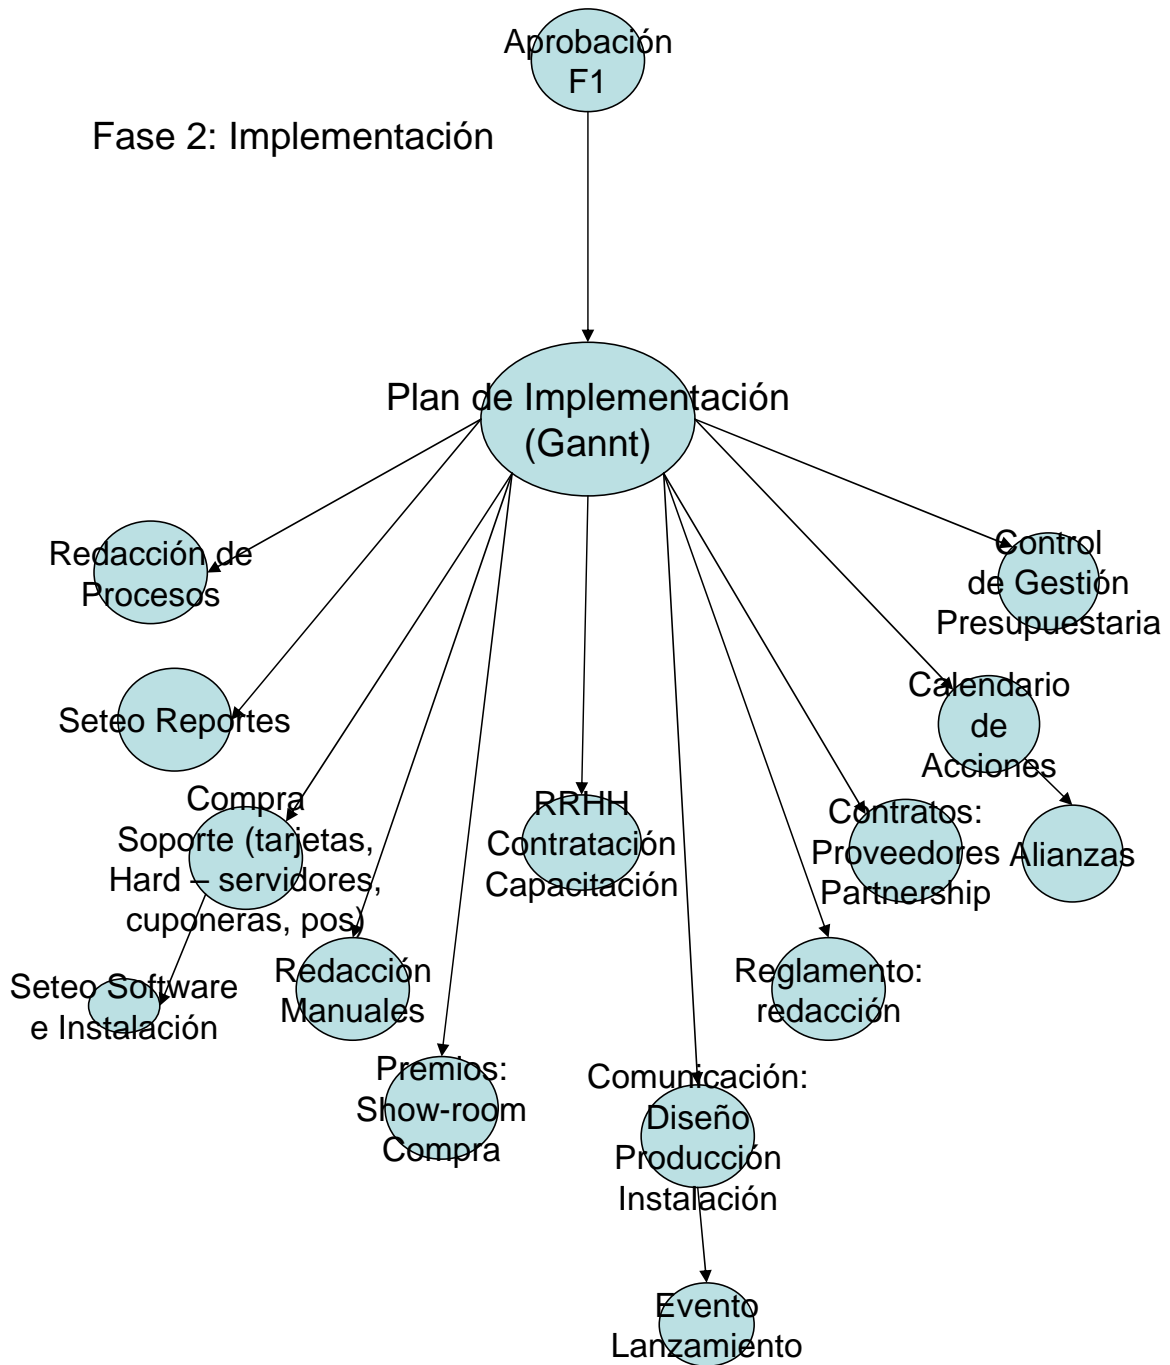 Aprobación
F1
Fase 2: Implementación
Plan de Implementación
(Gannt)
Redacción de
Procesos
Control
de Gestión
Presupuestaria
Seteo Reportes
Calendario
de
Acciones
Compra
Soporte (tarjetas,
Hard – servidores,
cuponeras, pos)
RRHH
Contratación
Capacitación
Contratos:
Proveedores
Partnership
Alianzas
Seteo Software
e Instalación
Redacción
Manuales
Reglamento:
redacción
Premios:
Show-room
Compra
Comunicación:
Diseño
Producción
Instalación
Evento
Lanzamiento